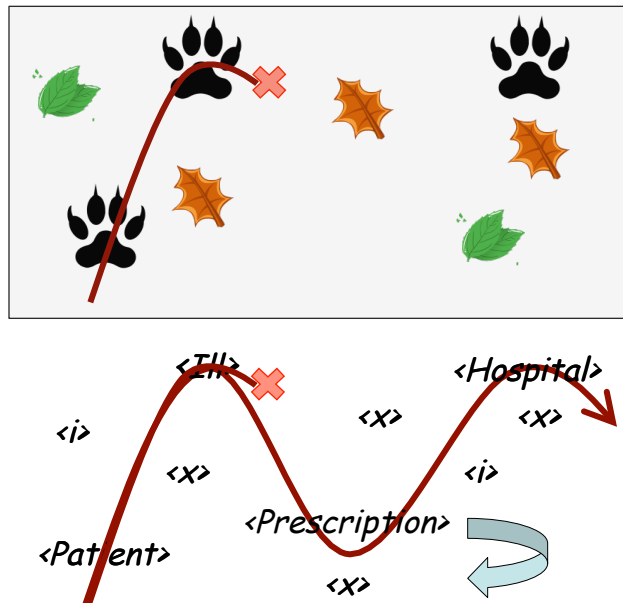 <Ill>
<Hospital>
<i>
<x>
<x>
<x>
<i>
<Prescription>
<Patient>
<x>